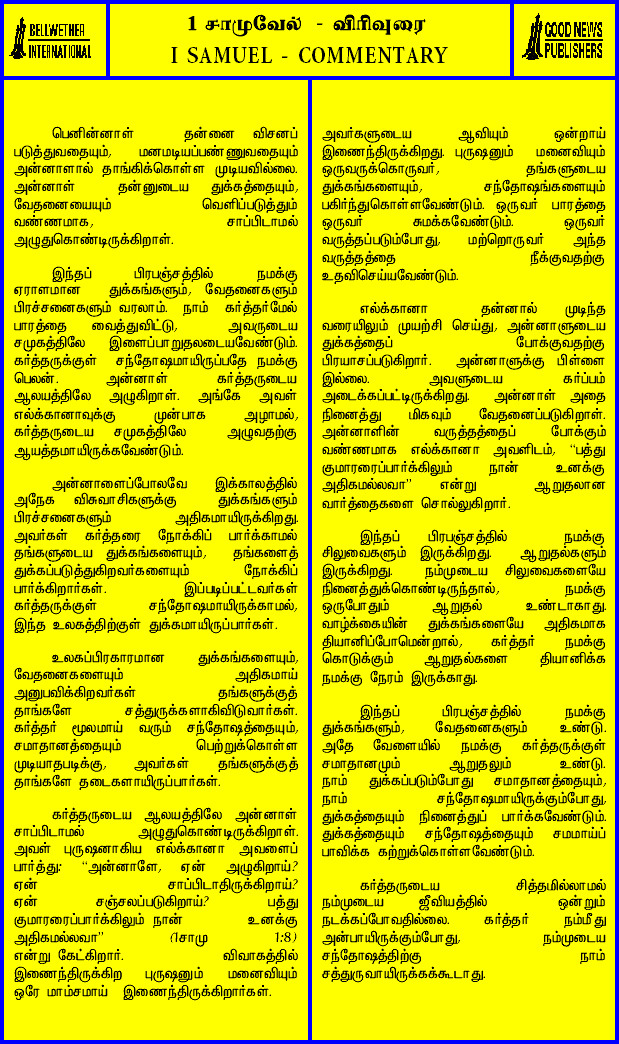 BELLWETHER
INTERNATIONAL
1 சாமுவேல் - விரிவுரை
I SAMUEL - COMMENTARY
GOOD NEWS
PUBLISHERS
பெனின்னாள் தன்னை விசனப்
படுத்துவதையும், மனமடியப்பண்ணுவதையும்
அன்னாளால் தாங்கிக்கொள்ள முடியவில்லை.
அன்னாள் தன்னுடைய துக்கத்தையும்,
வேதனையையும் வெளிப்படுத்தும்
வண்ணமாக, சாப்பிடாமல்
அழுதுகொண்டிருக்கிறாள்.
இந்தப் பிரபஞ்சத்தில் நமக்கு
ஏராளமான துக்கங்களும், வேதனைகளும்
பிரச்சனைகளும் வரலாம். நாம் கர்த்தர்மேல்
பாரத்தை வைத்துவிட்டு, அவருடைய
சமுகத்திலே இளைப்பாறுதலடையவேண்டும்.
கர்த்தருக்குள் சந்தோஷமாயிருப்பதே நமக்கு
பெலன். அன்னாள் கர்த்தருடைய
ஆலயத்திலே அழுகிறாள். அங்கே அவள்
எல்க்கானாவுக்கு முன்பாக அழாமல்,
கர்த்தருடைய சமுகத்திலே அழுவதற்கு
ஆயத்தமாயிருக்கவேண்டும்.
அன்னாளைப்போலவே இக்காலத்தில்
அநேக விசுவாசிகளுக்கு துக்கங்களும்
பிரச்சனைகளும் அதிகமாயிருக்கிறது.
அவர்கள் கர்த்தரை நோக்கிப் பார்க்காமல்
தங்களுடைய துக்கங்களையும், தங்களைத்
துக்கப்படுத்துகிறவர்களையும் நோக்கிப்
பார்க்கிறார்கள். இப்படிப்பட்டவர்கள்
கர்த்தருக்குள் சந்தோஷமாயிருக்காமல்,
இந்த உலகத்திற்குள் துக்கமாயிருப்பார்கள்.
உலகப்பிரகாரமான துக்கங்களையும்,
வேதனைகளையும் அதிகமாய்
அனுபவிக்கிறவர்கள் தங்களுக்குத்
தாங்களே சத்துருக்களாகிவிடுவார்கள்.
கர்த்தர் மூலமாய் வரும் சந்தோஷத்தையும்,
சமாதானத்தையும் பெற்றுக்கொள்ள
முடியாதபடிக்கு, அவர்கள் தங்களுக்குத்
தாங்களே தடைகளாயிருப்பார்கள்.
கர்த்தருடைய ஆலயத்திலே அன்னாள்
சாப்பிடாமல் அழுதுகொண்டிருக்கிறாள்.
அவள் புருஷனாகிய எல்க்கானா அவளைப்
பார்த்து: "அன்னாளே, ஏன் அழுகிறாய்?
ஏன் சாப்பிடாதிருக்கிறாய்?
ஏன் சஞ்சலப்படுகிறாய்? பத்து
குமாரரைப்பார்க்கிலும் நான் உனக்கு
அதிகமல்லவா" (1சாமு 1:8)
என்று கேட்கிறார். விவாகத்தில்
இணைந்திருக்கிற புருஷனும் மனைவியும்
ஒரே மாம்சமாய் இணைந்திருக்கிறார்கள்.
அவர்களுடைய ஆவியும் ஒன்றாய்
இணைந்திருக்கிறது. புருஷனும் மனைவியும்
ஒருவருக்கொருவர், தங்களுடைய
துக்கங்களையும், சந்தோஷங்களையும்
பகிர்ந்துகொள்ளவேண்டும். ஒருவர் பாரத்தை
ஒருவர் சுமக்கவேண்டும். ஒருவர்
வருத்தப்படும்போது, மற்றொருவர் அந்த
வருத்தத்தை நீக்குவதற்கு
உதவிசெய்யவேண்டும்.
எல்க்கானா தன்னால் முடிந்த
வரையிலும் முயற்சி செய்து, அன்னாளுடைய
துக்கத்தைப் போக்குவதற்கு
பிரயாசப்படுகிறார். அன்னாளுக்கு பிள்ளை
இல்லை. அவளுடைய கர்ப்பம்
அடைக்கப்பட்டிருக்கிறது. அன்னாள் அதை
நினைத்து மிகவும் வேதனைப்படுகிறாள்.
அன்னாளின் வருத்தத்தைப் போக்கும்
வண்ணமாக எல்க்கானா அவளிடம், "பத்து
குமாரரைப்பார்க்கிலும் நான் உனக்கு
அதிகமல்லவா" என்று ஆறுதலான
வார்த்தைகளை சொல்லுகிறார்.
இந்தப் பிரபஞ்சத்தில் நமக்கு
சிலுவைகளும் இருக்கிறது. ஆறுதல்களும்
இருக்கிறது. நம்முடைய சிலுவைகளையே
நினைத்துக்கொண்டிருந்தால், நமக்கு
ஒருபோதும் ஆறுதல் உண்டாகாது.
வாழ்க்கையின் துக்கங்களையே அதிகமாக
தியானிப்போமென்றால், கர்த்தர் நமக்கு
கொடுக்கும் ஆறுதல்களை தியானிக்க
நமக்கு நேரம் இருக்காது.
இந்தப் பிரபஞ்சத்தில் நமக்கு
துக்கங்களும், வேதனைகளும் உண்டு.
அதே வேளையில் நமக்கு கர்த்தருக்குள்
சமாதானமும் ஆறுதலும் உண்டு.
நாம் துக்கப்படும்போது சமாதானத்தையும்,
நாம் சந்தோஷமாயிருக்கும்போது,
துக்கத்தையும் நினைத்துப் பார்க்கவேண்டும்.
துக்கத்தையும் சந்தோஷத்தையும் சமமாய்ப்
பாவிக்க கற்றுக்கொள்ளவேண்டும்.
கர்த்தருடைய சித்தமில்லாமல்
நம்முடைய ஜீவியத்தில் ஒன்றும்
நடக்கப்போவதில்லை. கர்த்தர் நம்மீது
அன்பாயிருக்கும்போது, நம்முடைய
சந்தோஷத்திற்கு நாம்
சத்துருவாயிருக்கக்கூடாது.